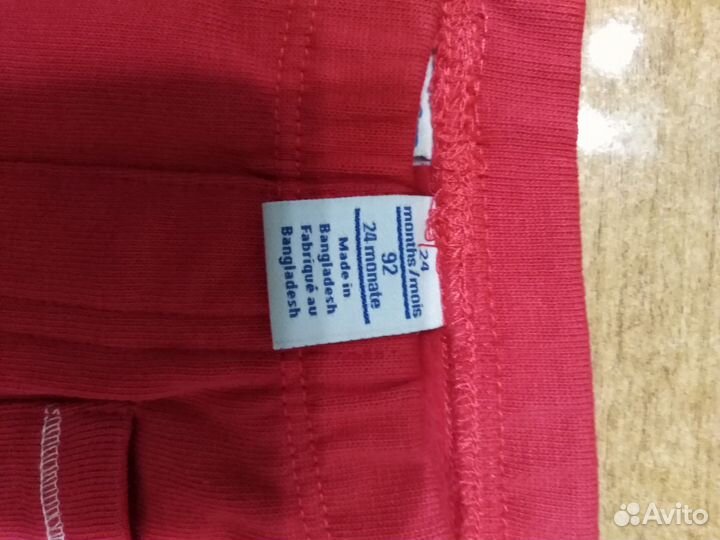 /24
months/mois
92
24 monate
Made in
Bangladesh
Fabriqué au
Bangladesh
Avito